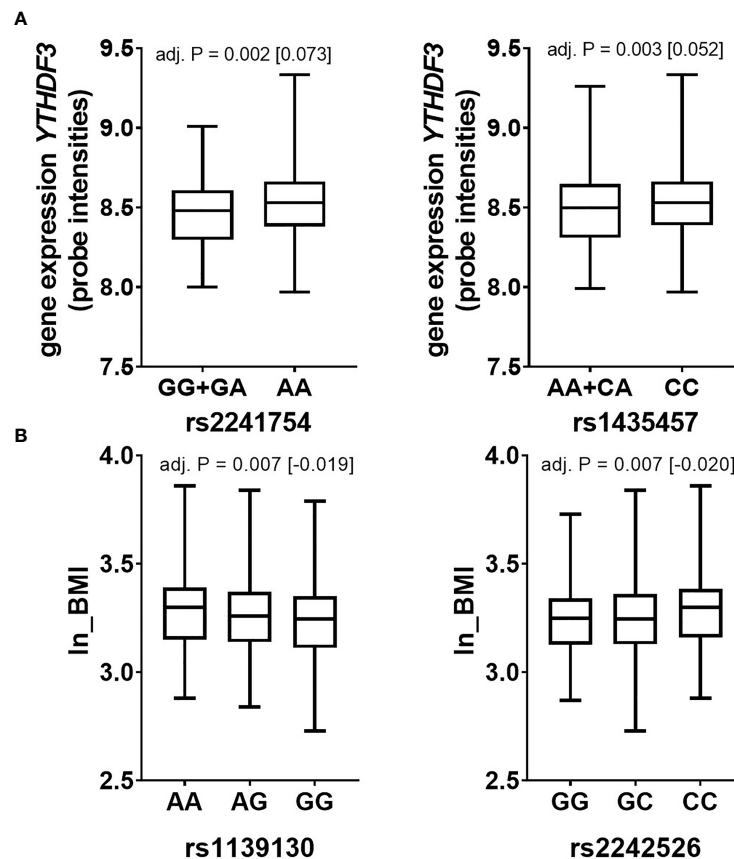 A
gene expression YTHDF3
(probe intensities)
9.5
9.0
8.5
8.0
7.5
adj. P = 0.002 [0.073]
GG+GA AA
rs2241754
gene expression YTHDF3
(probe intensities)
9.5
9.0
8.5
8.0
7.5
adj. P = 0.003 [0.052]
AA+CA CC
rs1435457
B
ln_BMI
4.0
3.5
3.0
2.5
adj. P = 0.007 [-0.019]
AA AG GG
rs1139130
ln_BMI
4.0
3.5
3.0
2.5
adj. P = 0.007 [-0.020]
GG GC CC
rs2242526